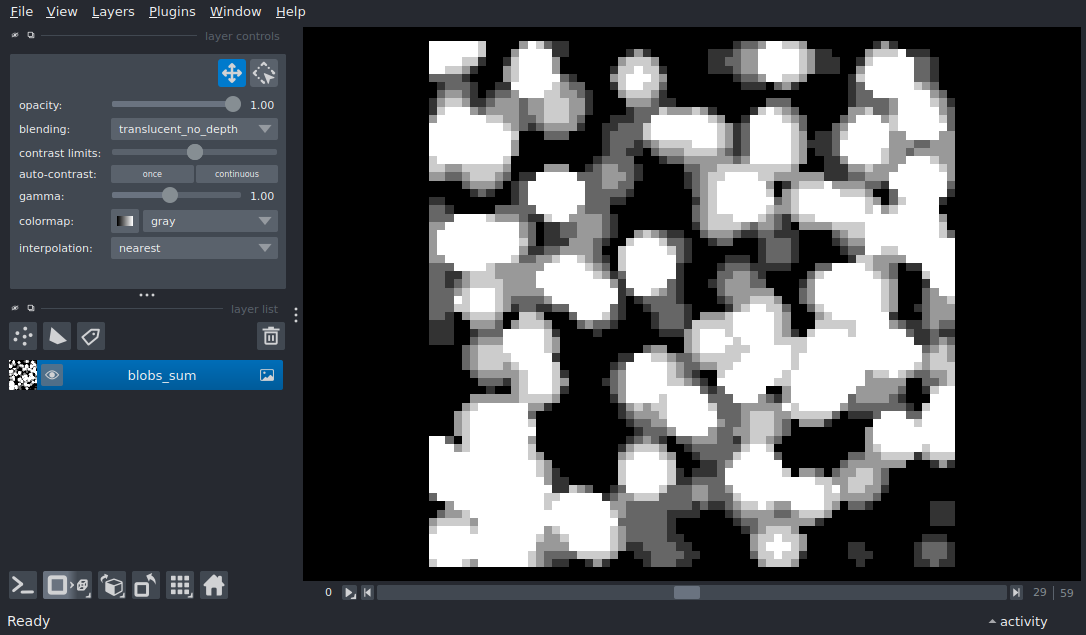 File View Layers Plugins Window Help
layer controls
opacity: 1.00
blending: translucent_no_depth
contrast limits:
auto-contrast: once continuous
gamma: 1.00
colormap: gray
interpolation: nearest
layer list
blobs_sum
0 29 59
Ready activity